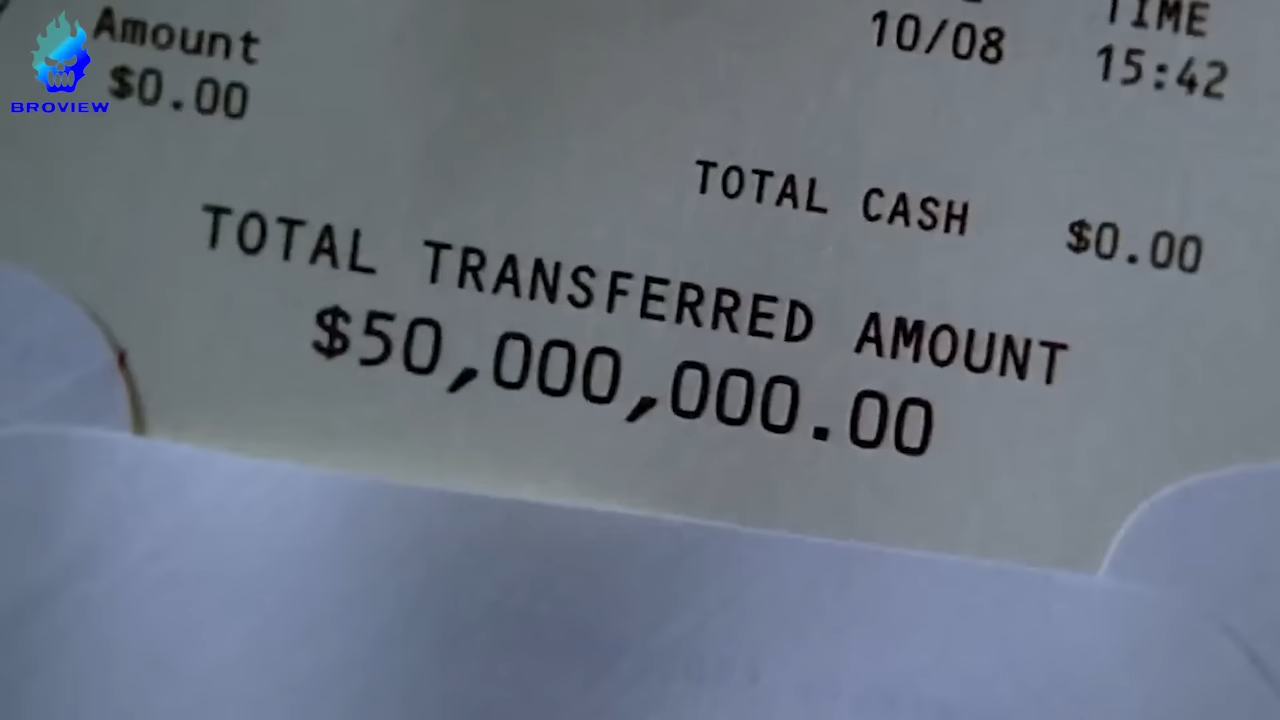 Amount
$0.00
10/08
TIME
15:42
BROVIEW
TOTAL CASH $0.00
TOTAL TRANSFERRED AMOUNT
$50,000,000.00